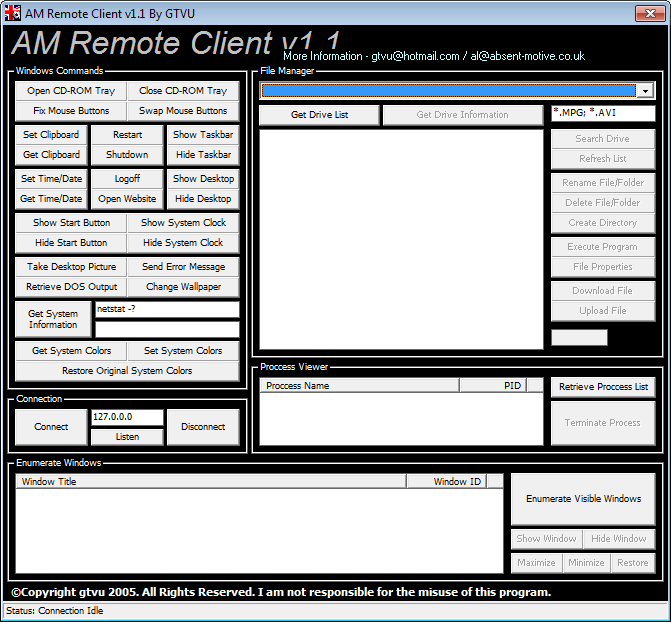 AM Remote Client v1.1 By GTVU
AM Remote Client v1.1
More Information - gtvu@hotmail.com / al@absent-motive.co.uk
Windows Commands
Open CD-ROM Tray Close CD-ROM Tray
Fix Mouse Buttons Swap Mouse Buttons
Set Clipboard Restart Show Taskbar
Get Clipboard Shutdown Hide Taskbar
Set Time/Date Logoff Show Desktop
Get Time/Date Open Website Hide Desktop
Show Start Button Show System Clock
Hide Start Button Hide System Clock
Take Desktop Picture Send Error Message
Retrieve DOS Output Change Wallpaper
Get System
Information
netstat -?
Get System Colors Set System Colors
Restore Original System Colors
Connection
Connect
127.0.0.0
Listen
Disconnect
File Manager
Get Drive List Get Drive Information *.MPG; *.AVI
Search Drive
Refresh List
Rename File/Folder
Delete File/Folder
Create Directory
Execute Program
File Properties
Download File
Upload File
Proccess Viewer
Proccess Name PID
Retrieve Proccess List
Terminate Process
Enumerate Windows
Window Title Window ID
Enumerate Visible Windows
Show Window Hide Window
Maximize Minimize Restore
©Copyright gtvu 2005. All Rights Reserved. I am not responsible for the misuse of this program.
Status: Connection Idle